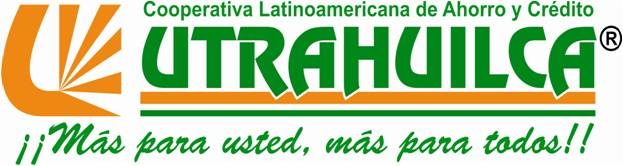 Cooperativa Latinoamericana de Ahorro y Crédito
UTRAHUILCA®
¡¡Más para usted, más para todos!!